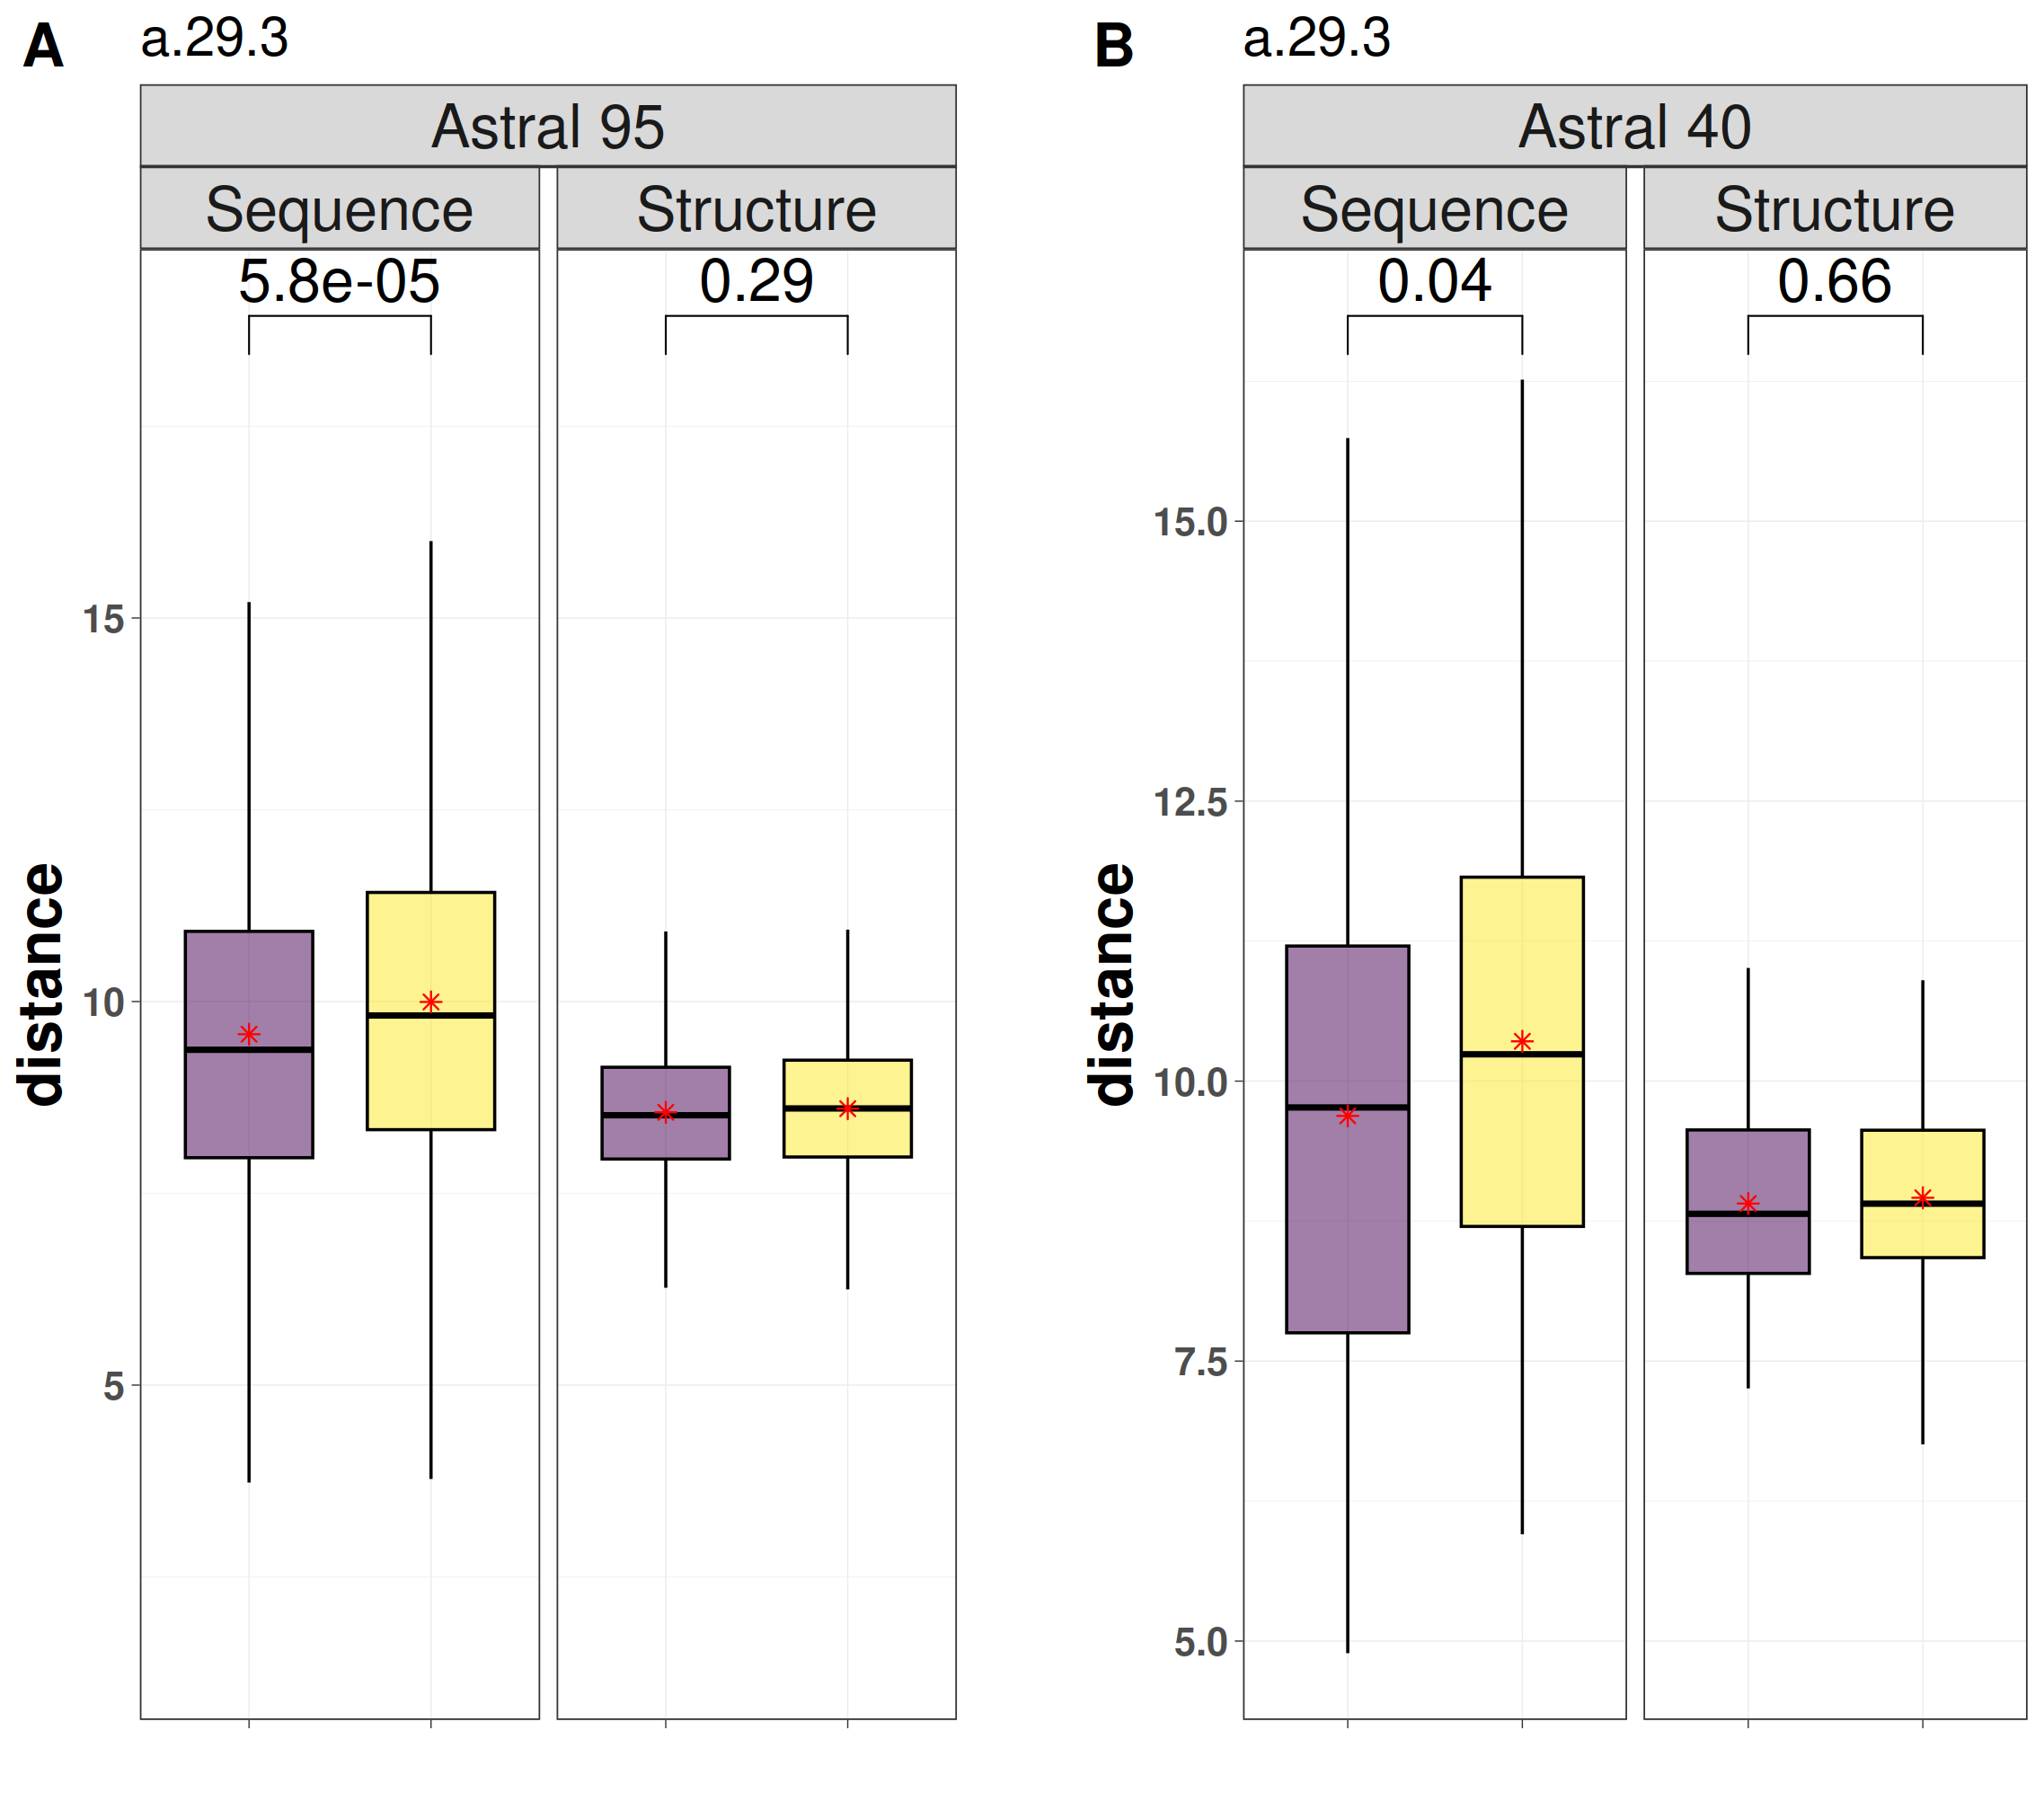 A a.29.3
Astral 95
Sequence Structure
5.8e-05 0.29
15
10
5
distance
B a.29.3
Astral 40
Sequence Structure
0.04 0.66
15.0
12.5
10.0
7.5
5.0
distance